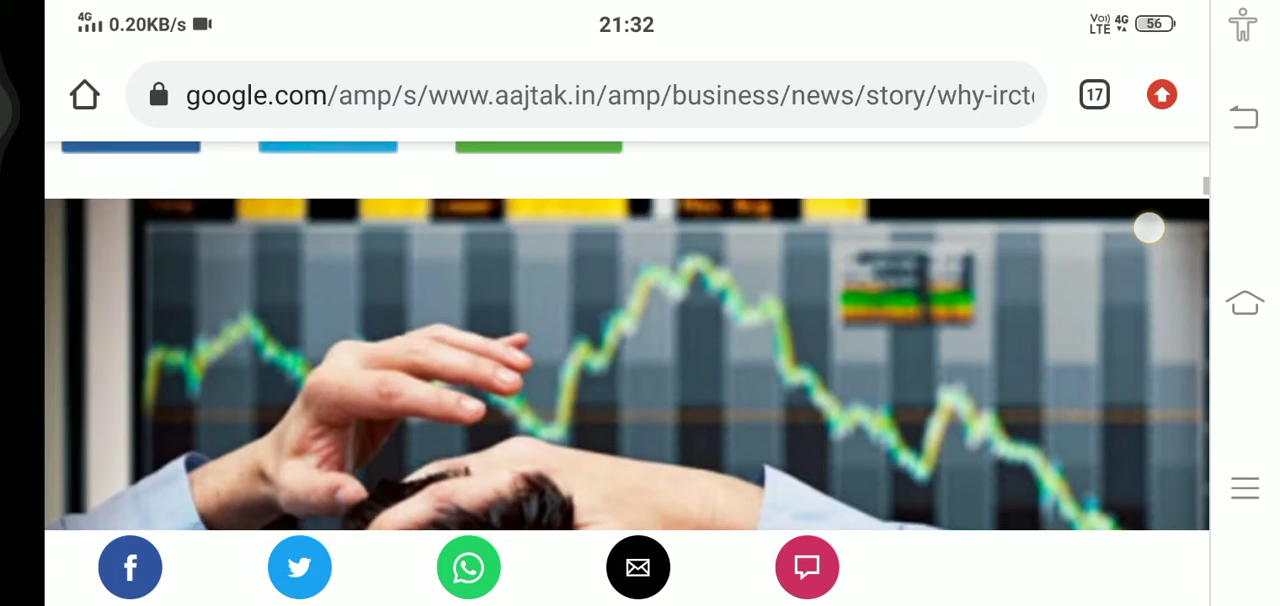 4G 0.20KB/s 21:32 Vo) LTE 4G 56
google.com/amp/s/www.aajtak.in/amp/business/news/story/why-irct
17
f